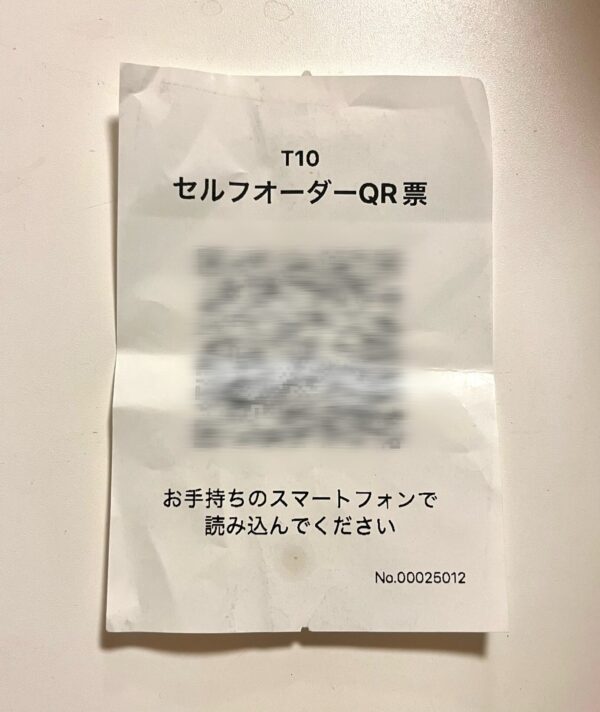 T10
セルフオーダーQR票
お手持ちのスマートフォンで
読み込んでください
No.00025012